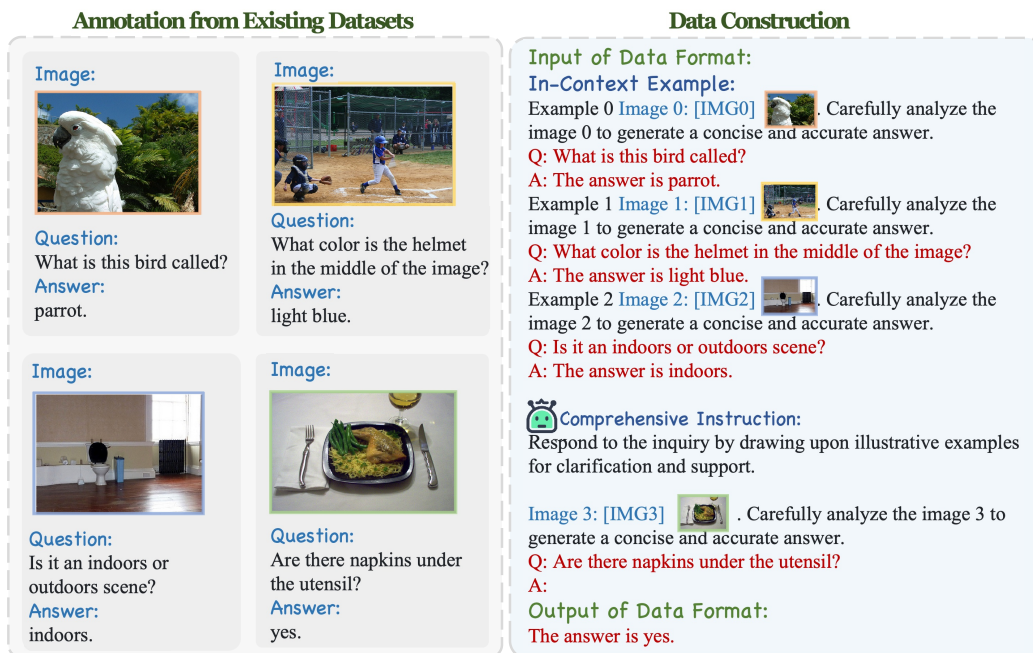 Annotation from Existing Datasets
Image:
Question:
What is this bird called?
Answer:
parrot.
Image:
Question:
What color is the helmet
in the middle of the image?
Answer:
light blue.
Image:
Question:
Is it an indoors or
outdoors scene?
Answer:
indoors.
Image:
Question:
Are there napkins under
the utensil?
Answer:
yes.
Data Construction
Input of Data Format:
In-Context Example:
Example 0 Image 0: [IMG0] . Carefully analyze the
image 0 to generate a concise and accurate answer.
Q: What is this bird called?
A: The answer is parrot.
Example 1 Image 1: [IMG1] . Carefully analyze the
image 1 to generate a concise and accurate answer.
Q: What color is the helmet in the middle of the image?
A: The answer is light blue.
Example 2 Image 2: [IMG2] . Carefully analyze the
image 2 to generate a concise and accurate answer.
Q: Is it an indoors or outdoors scene?
A: The answer is indoors.
Comprehensive Instruction:
Respond to the inquiry by drawing upon illustrative examples
for clarification and support.
Image 3: [IMG3] . Carefully analyze the image 3 to
generate a concise and accurate answer.
Q: Are there napkins under the utensil?
A:
Output of Data Format:
The answer is yes.